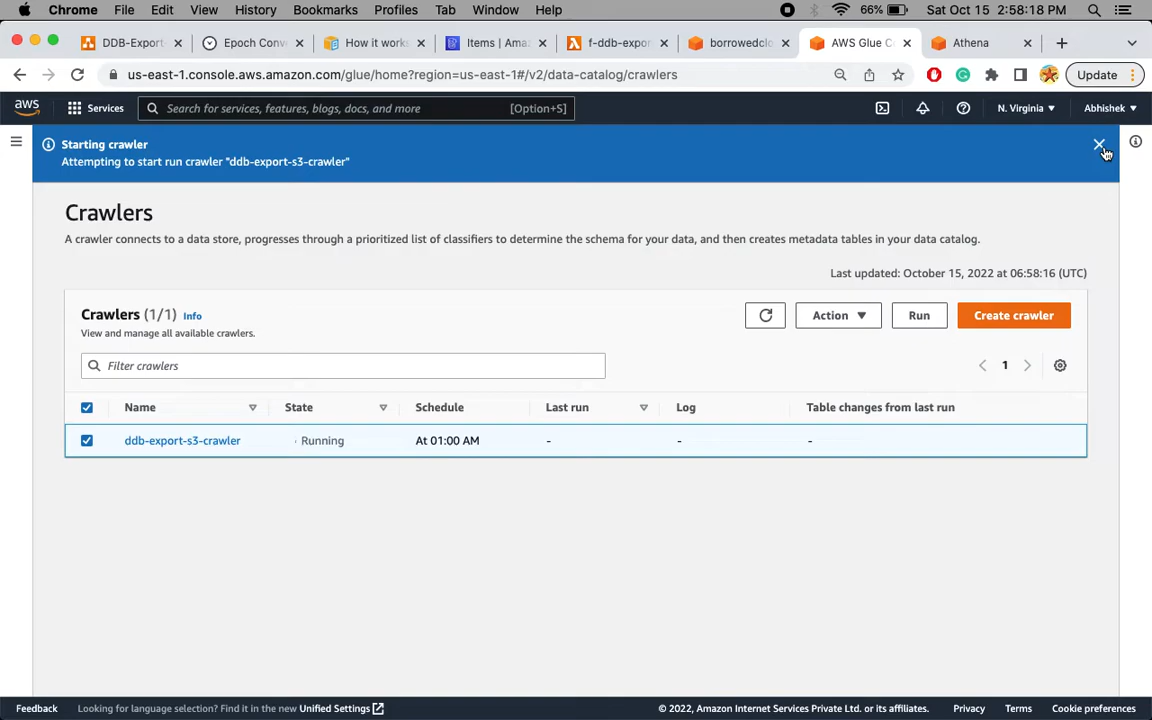 Chrome File Edit View History Bookmarks Profiles Tab Window Help 66% Sat Oct 15 2:58:18 PM
DDB-Export- Epoch Conv How it work Items | Ama f-ddb-expor borrowedclo AWS Glue C Athena
us-east-1.console.aws.amazon.com/glue/home?region=us-east-1#/v2/data-catalog/crawlers Update
aws Services Search for services, features, blogs, docs, and more [Option+S] N. Virginia Abhishek
Starting crawler
Attempting to start run crawler "ddb-export-s3-crawler"
Crawlers
A crawler connects to a data store, progresses through a prioritized list of classifiers to determine the schema for your data, and then creates metadata tables in your data catalog.
Last updated: October 15, 2022 at 06:58:16 (UTC)
Crawlers (1/1) Info Action Run Create crawler
View and manage all available crawlers.
Filter crawlers 1
Name State Schedule Last run Log Table changes from last run
ddb-export-s3-crawler Running At 01:00 AM - - -
Feedback Looking for language selection? Find it in the new Unified Settings © 2022, Amazon Internet Services Private Ltd. or its affiliates. Privacy Terms Cookie preferences